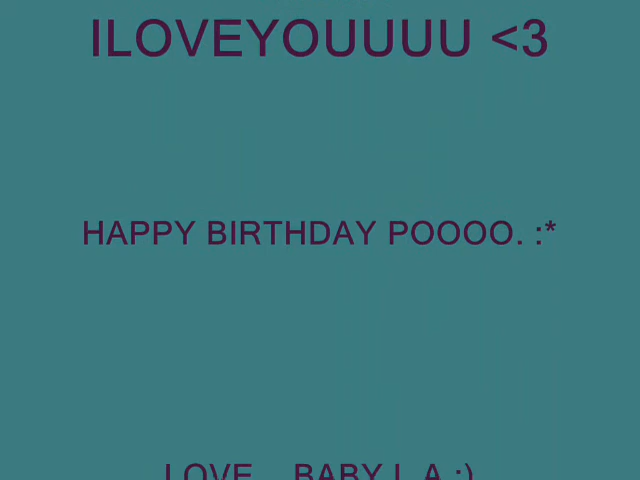 ILOVEYOUUUU <3
HAPPY BIRTHDAY POOOO. :*
LOVE, BABY L.A :)